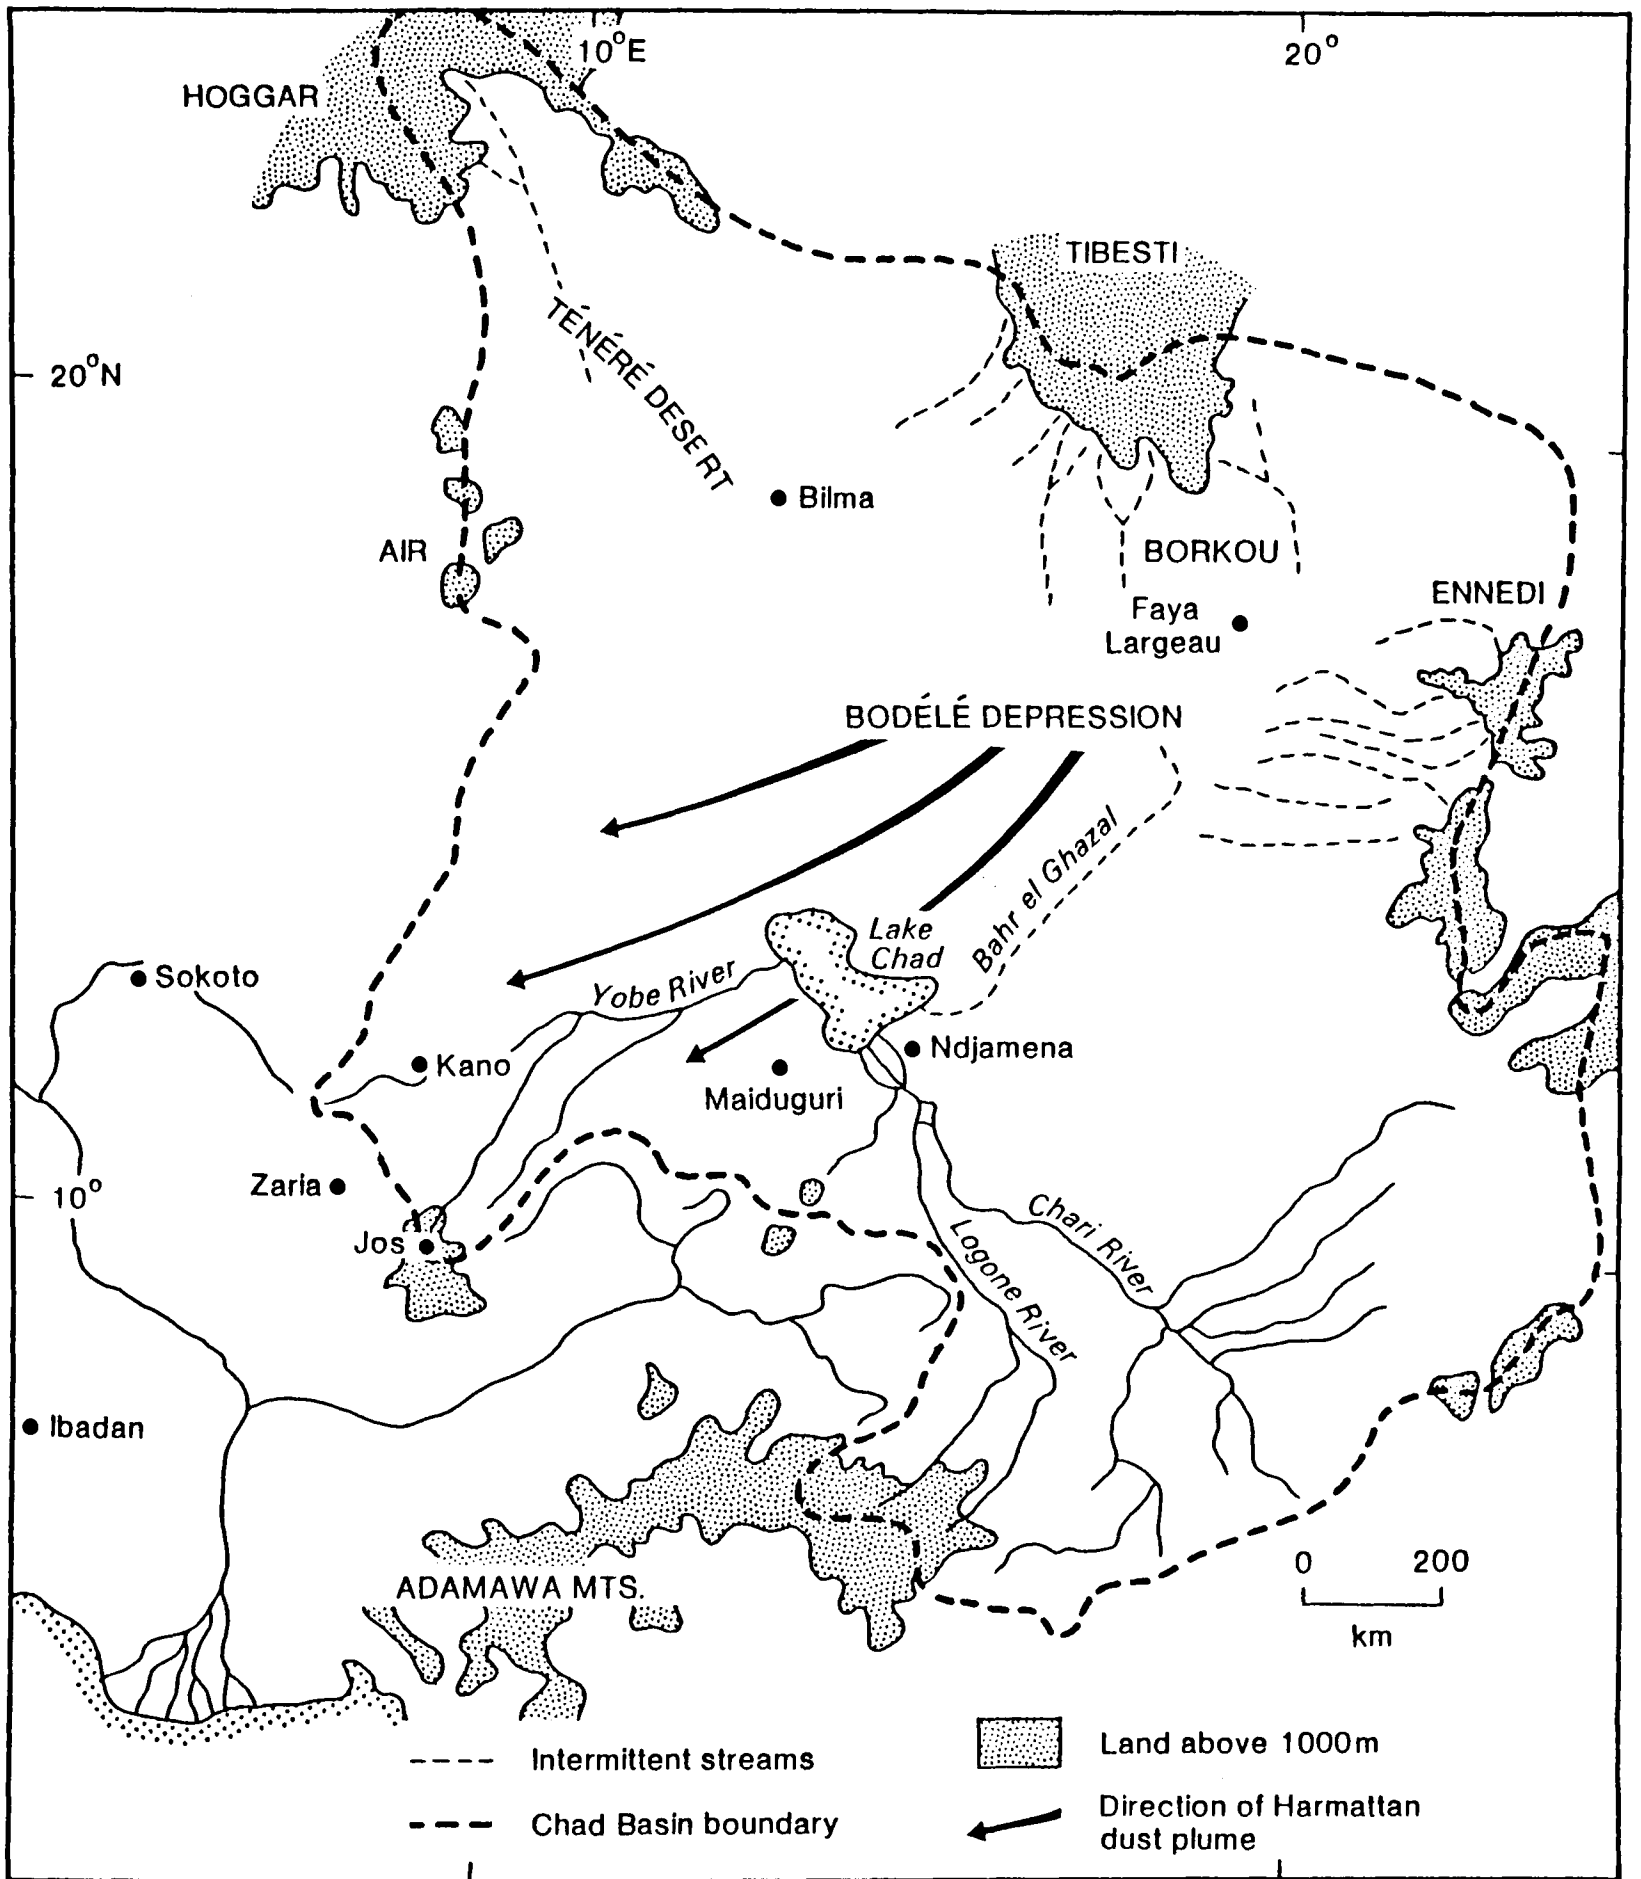 10°E
20°
HOGGAR
TIBESTI
TÉNÉRÉ DESERT
20°N
Bilma
AIR
BORKOU
ENNEDI
Faya
Largeau
BODÉLÉ DEPRESSION
Bahr el Ghazal
Lake
Chad
Sokoto
Yobe River
Kano
Ndjamena
Maiduguri
Zaria
10°
Chari River
Jos
Logone River
Ibadan
0 200
km
ADAMAWA MTS.
Intermittent streams
Land above 1000m
Chad Basin boundary
Direction of Harmattan
dust plume